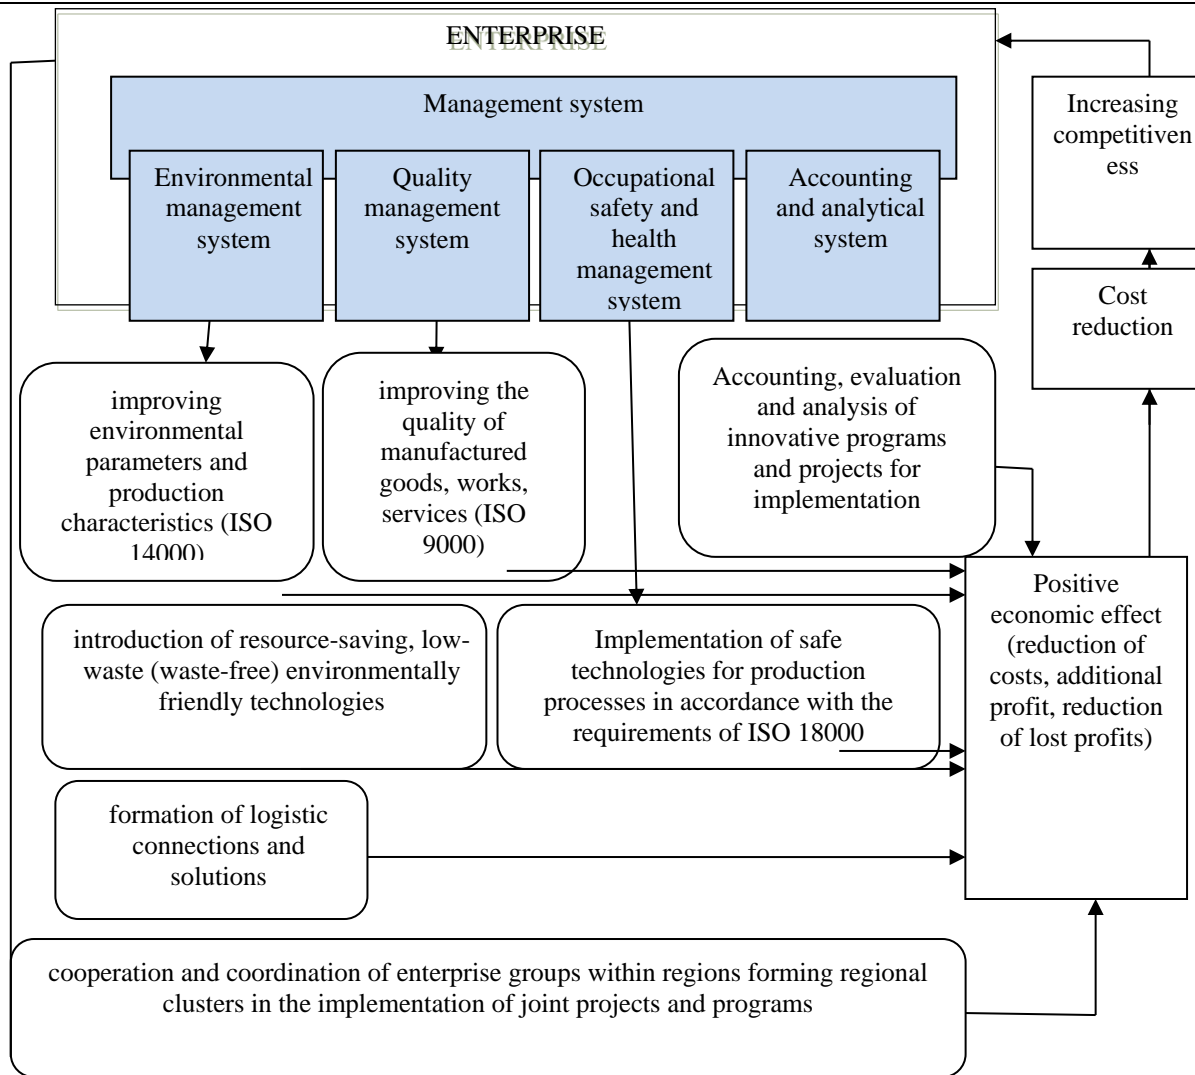 ENTERPRISE
Management system
Environmental
management
system
Quality
management
system
Occupational
safety and
health
management
system
Accounting
and analytical
system
Increasing
competitiven
ess
Cost
reduction
improving
environmental
parameters and
production
characteristics (ISO
14000)
improving the
quality of
manufactured
goods, works,
services (ISO
9000)
Accounting, evaluation
and analysis of
innovative programs
and projects for
implementation
Positive
economic effect
(reduction of
costs, additional
profit, reduction
of lost profits)
introduction of resource-saving, low-
waste (waste-free) environmentally
friendly technologies
Implementation of safe
technologies for production
processes in accordance with the
requirements of ISO 18000
formation of logistic
connections and
solutions
cooperation and coordination of enterprise groups within regions forming regional
clusters in the implementation of joint projects and programs